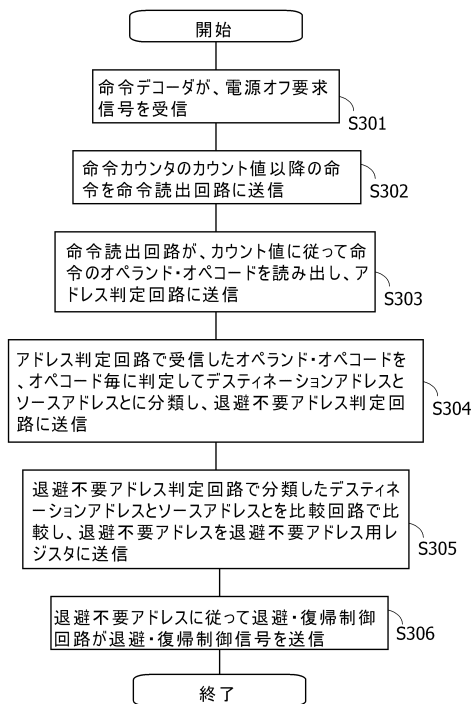 開始
命令デコーダが、電源オフ要求
信号を受信
S301
命令カウンタのカウント値以降の命
令を命令読出回路に送信
S302
命令読出回路が、カウント値に従って命
令のオペランド・オペコードを読み出し、ア
ドレス判定回路に送信
S303
アドレス判定回路で受信したオペランド・オペコードを
、オペコード毎に判定してデスティネーションアドレスと
ソースアドレスとに分類し、退避不要アドレス判定回
路に送信
S304
退避不要アドレス判定回路で分類したデスティネ
ーションアドレスとソースアドレスとを比較回路で比
較し、退避不要アドレスを退避不要アドレス用レ
ジスタに送信
S305
退避不要アドレスに従って退避・復帰制御
回路が退避・復帰制御信号を送信
S306
終了